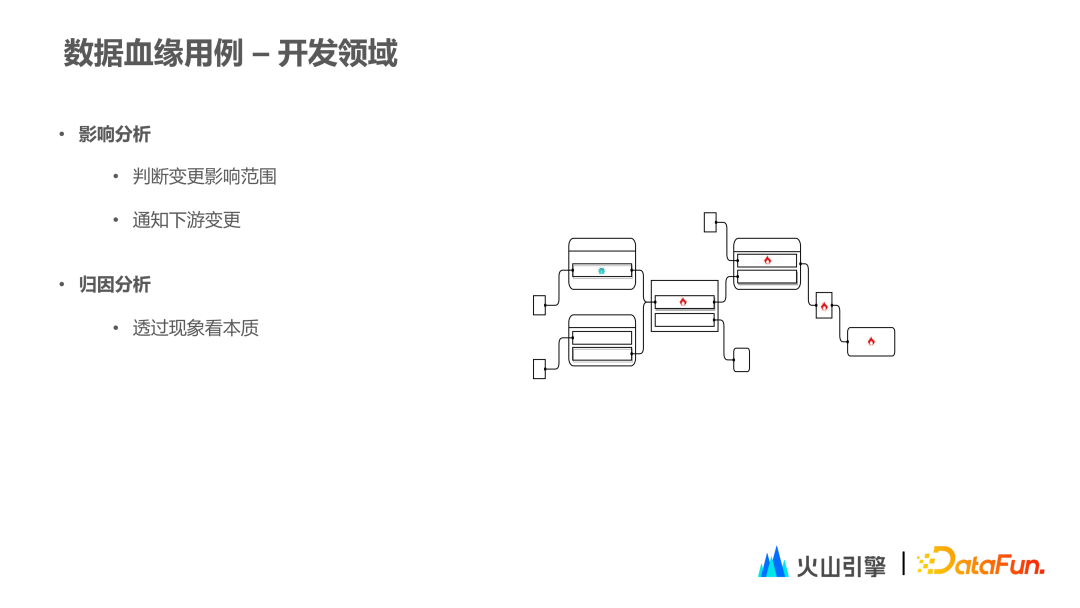 数据血缘用例 – 开发领域
• 影响分析
• 判断变更影响范围
• 通知下游变更
• 归因分析
• 透过现象看本质
火山引擎 | DataFun.